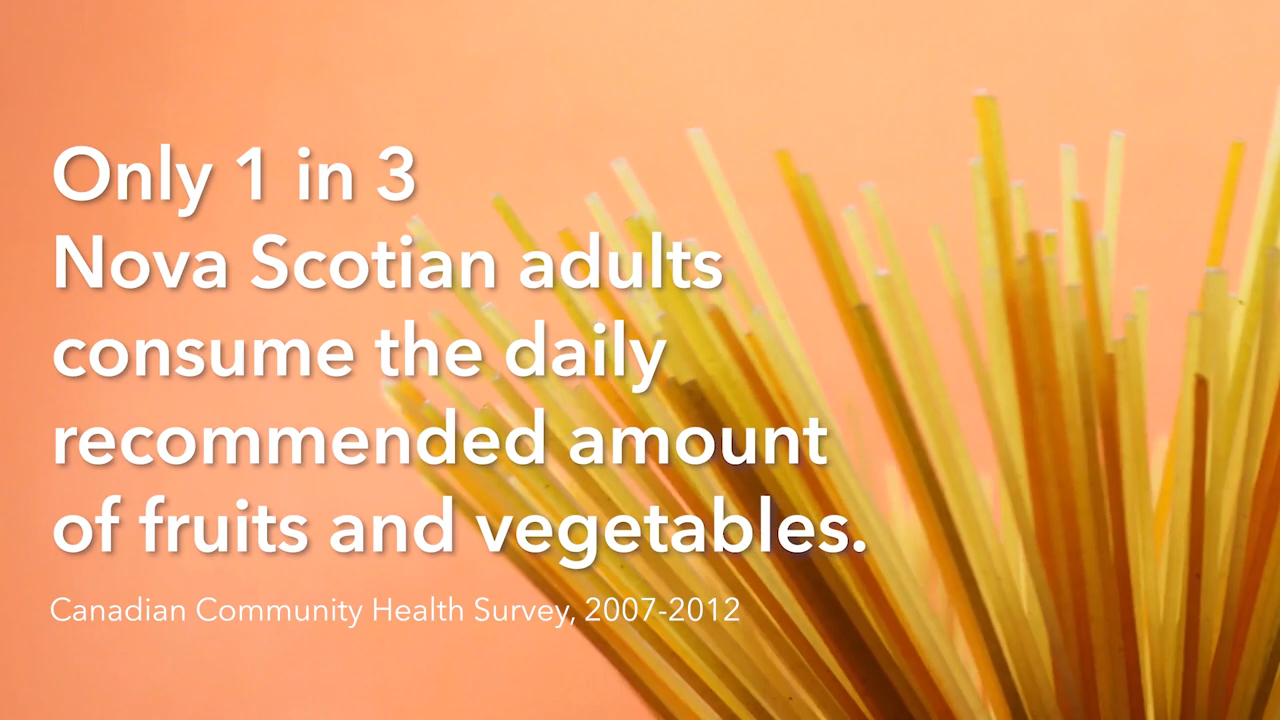 Only 1 in 3
Nova Scotian adults
consume the daily
recommended amount
of fruits and vegetables.
Canadian Community Health Survey, 2007-2012